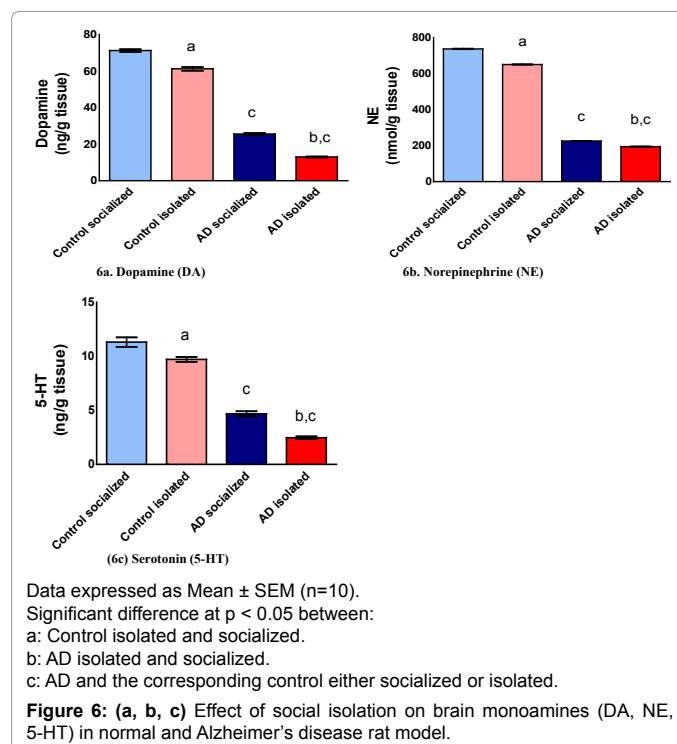 80
60
40
20
0
Dopamine
(ng/g tissue)
a
c
b,c
Control socialized
Control isolated
AD socialized
AD isolated
6a. Dopamine (DA)
800
600
400
200
0
NE
(nmol/g tissue)
a
c
b,c
Control socialized
Control isolated
AD socialized
AD isolated
6b. Norepinephrine (NE)
15
10
5
0
5-HT
(ng/g tissue)
a
c
b,c
Control socialized
Control isolated
AD socialized
AD isolated
(6c) Serotonin (5-HT)
Data expressed as Mean ± SEM (n=10).
Significant difference at p < 0.05 between:
a: Control isolated and socialized.
b: AD isolated and socialized.
c: AD and the corresponding control either socialized or isolated.
Figure 6: (a, b, c) Effect of social isolation on brain monoamines (DA, NE,
5-HT) in normal and Alzheimer's disease rat model.